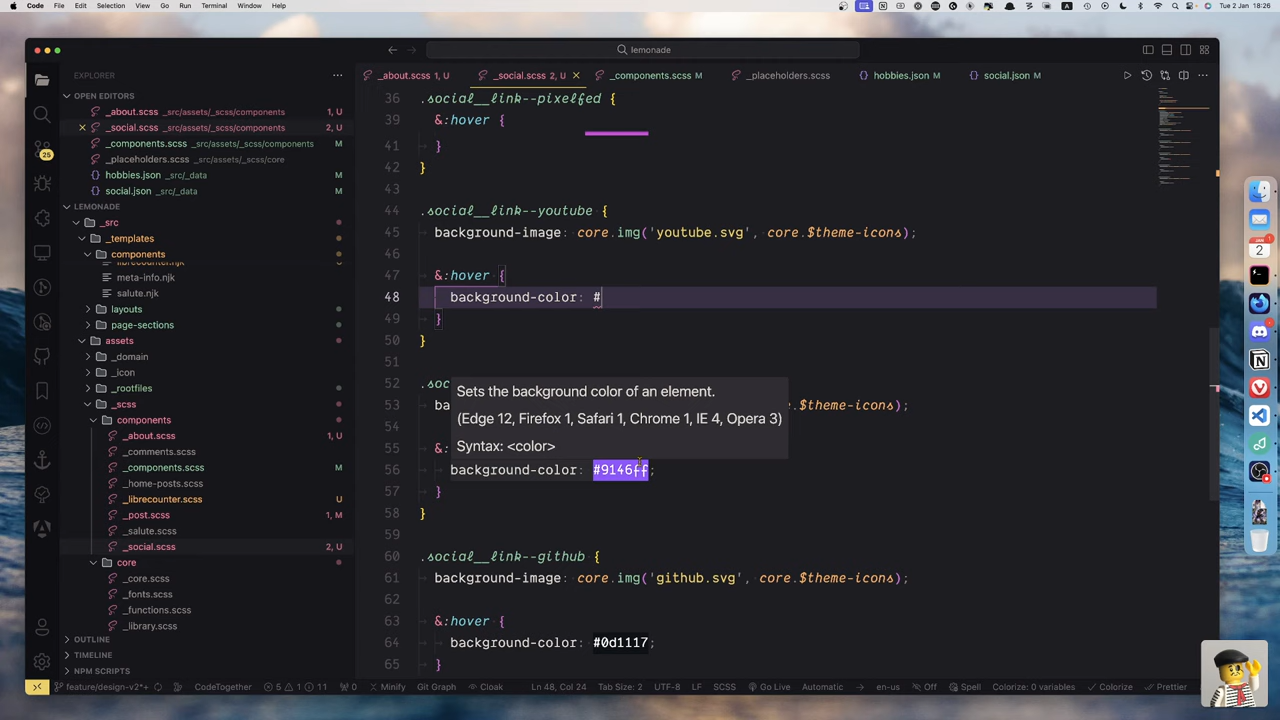 Code File Edit Selection View Go Run Terminal Window Help
Tue 2 Jan 18:26
lemonade
EXPLORER
_about.scss 1, U
_social.scss 2, U
_components.scss M
_placeholders.scss
hobbies.json M
social.json M
OPEN EDITORS
_about.scss _src/assets/_scss/components 1, U
_social.scss _src/assets/_scss/components 2, U
_components.scss _src/assets/_scss/components M
_placeholders.scss _src/assets/_scss/core
hobbies.json _src/_data M
social.json _src/_data M
25
LEMONADE
_src
_templates
components
librecounter.njk
meta-info.njk
salute.njk
layouts
page-sections
assets
_domain
_icon
_rootfiles
_scss
components
_about.scss 1, U
_comments.scss
_components.scss M
_home-posts.scss
_librecounter.scss U
_post.scss 1, M
_salute.scss
_social.scss 2, U
core
_core.scss
_fonts.scss
_functions.scss
_library.scss
OUTLINE
TIMELINE
NPM SCRIPTS
36 .social__link--pixelfed {
39 &:hover {
41 }
42 }
43
44 .social__link--youtube {
45 background-image: core.img('youtube.svg', core.$theme-icons);
46
47 &:hover {
48 background-color: #
49 }
50 }
51
52 .soc
53 ba e.$theme-icons);
54
55 &:
56 background-color: #9146ff;
57 }
58 }
59
60 .social__link--github {
61 background-image: core.img('github.svg', core.$theme-icons);
62
63 &:hover {
64 background-color: #0d1117;
65 }
Sets the background color of an element.
(Edge 12, Firefox 1, Safari 1, Chrome 1, IE 4, Opera 3)
Syntax: <color>
JAN
2
feature/design-v2*+ CodeTogether 5 1 11 0 Minify Git Graph Cloak Ln 48, Col 24 Tab Size: 2 UTF-8 LF SCSS Go Live Automatic en-us Off Spell Colorize: 0 variables Colorize Prettier